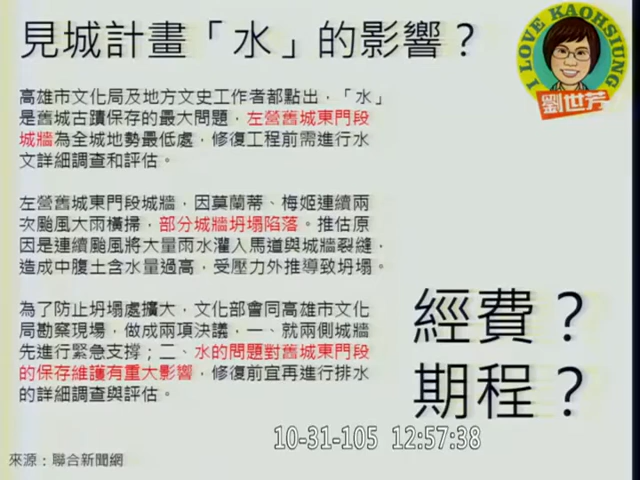 見城計畫「水」的影響？
I LOVE KAOHSIUNG
劉世芳
高雄市文化局及地方文史工作者都點出，「水」
是舊城古蹟保存的最大問題，左營舊城東門段
城牆為全城地勢最低處，修復工程前需進行水
文詳細調查和評估。
左營舊城東門段城牆，因莫蘭蒂、梅姬連續兩
次颱風大雨橫掃，部分城牆坍塌陷落。推估原
因是連續颱風將大量雨水灌入馬道與城牆裂縫，
造成中腹土含水量過高，受壓力外推導致坍塌。
為了防止坍塌處擴大，文化部會同高雄市文化
局勘察現場，做成兩項決議，一、就兩側城牆
先進行緊急支撐；二、水的問題對舊城東門段
的保存維護有重大影響，修復前宜再進行排水
的詳細調查與評估。
經費？
期程？
10-31-105 12:57:38
來源：聯合新聞網